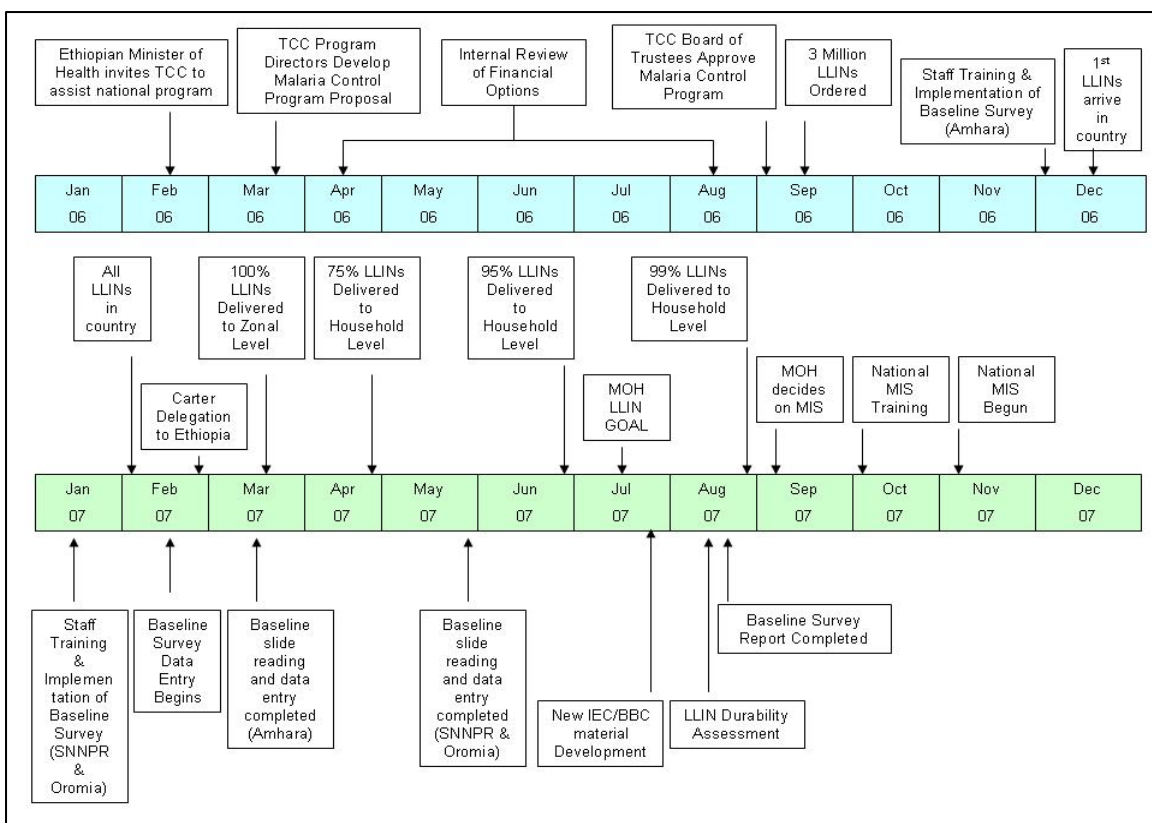 Ethiopian Minister of
Health invites TCC to
assist national program
TCC Program
Directors Develop
Malaria Control
Program Proposal
Internal Review
of Financial
Options
TCC Board of
Trustees Approve
Malaria Control
Program
3 Million
LLINs
Ordered
Staff Training &
Implementation of
Baseline Survey
(Amhara)
1st
LLINs
arrive
in
country
Jan
06
Feb
06
Mar
06
Apr
06
May
06
Jun
06
Jul
06
Aug
06
Sep
06
Oct
06
Nov
06
Dec
06
All
LLINs
in
country
Carter
Delegation
to Ethiopia
100%
LLINs
Delivered
to Zonal
Level
75% LLINs
Delivered
to
Household
Level
95% LLINs
Delivered
to
Household
Level
MOH
LLIN
GOAL
99% LLINs
Delivered to
Household
Level
MOH
decides
on MIS
National
MIS
Training
National
MIS
Begun
Jan
07
Feb
07
Mar
07
Apr
07
May
07
Jun
07
Jul
07
Aug
07
Sep
07
Oct
07
Nov
07
Dec
07
Staff
Training
&
Implemen
tation of
Baseline
Survey
(SNNPR
&
Oromia)
Baseline
Survey
Data
Entry
Begins
Baseline
slide
reading
and data
entry
completed
(Amhara)
Baseline
slide
reading
and data
entry
completed
(SNNPR &
Oromia)
New IEC/BBC
material
Development
LLIN Durability
Assessment
Baseline Survey
Report Completed